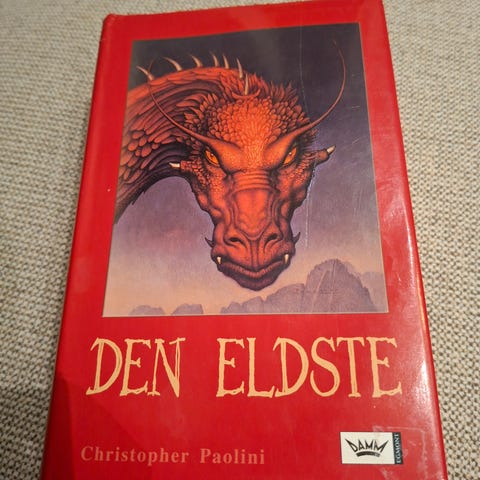 DEN ELDSTE
Christopher Paolini
DAMM
EGMONT